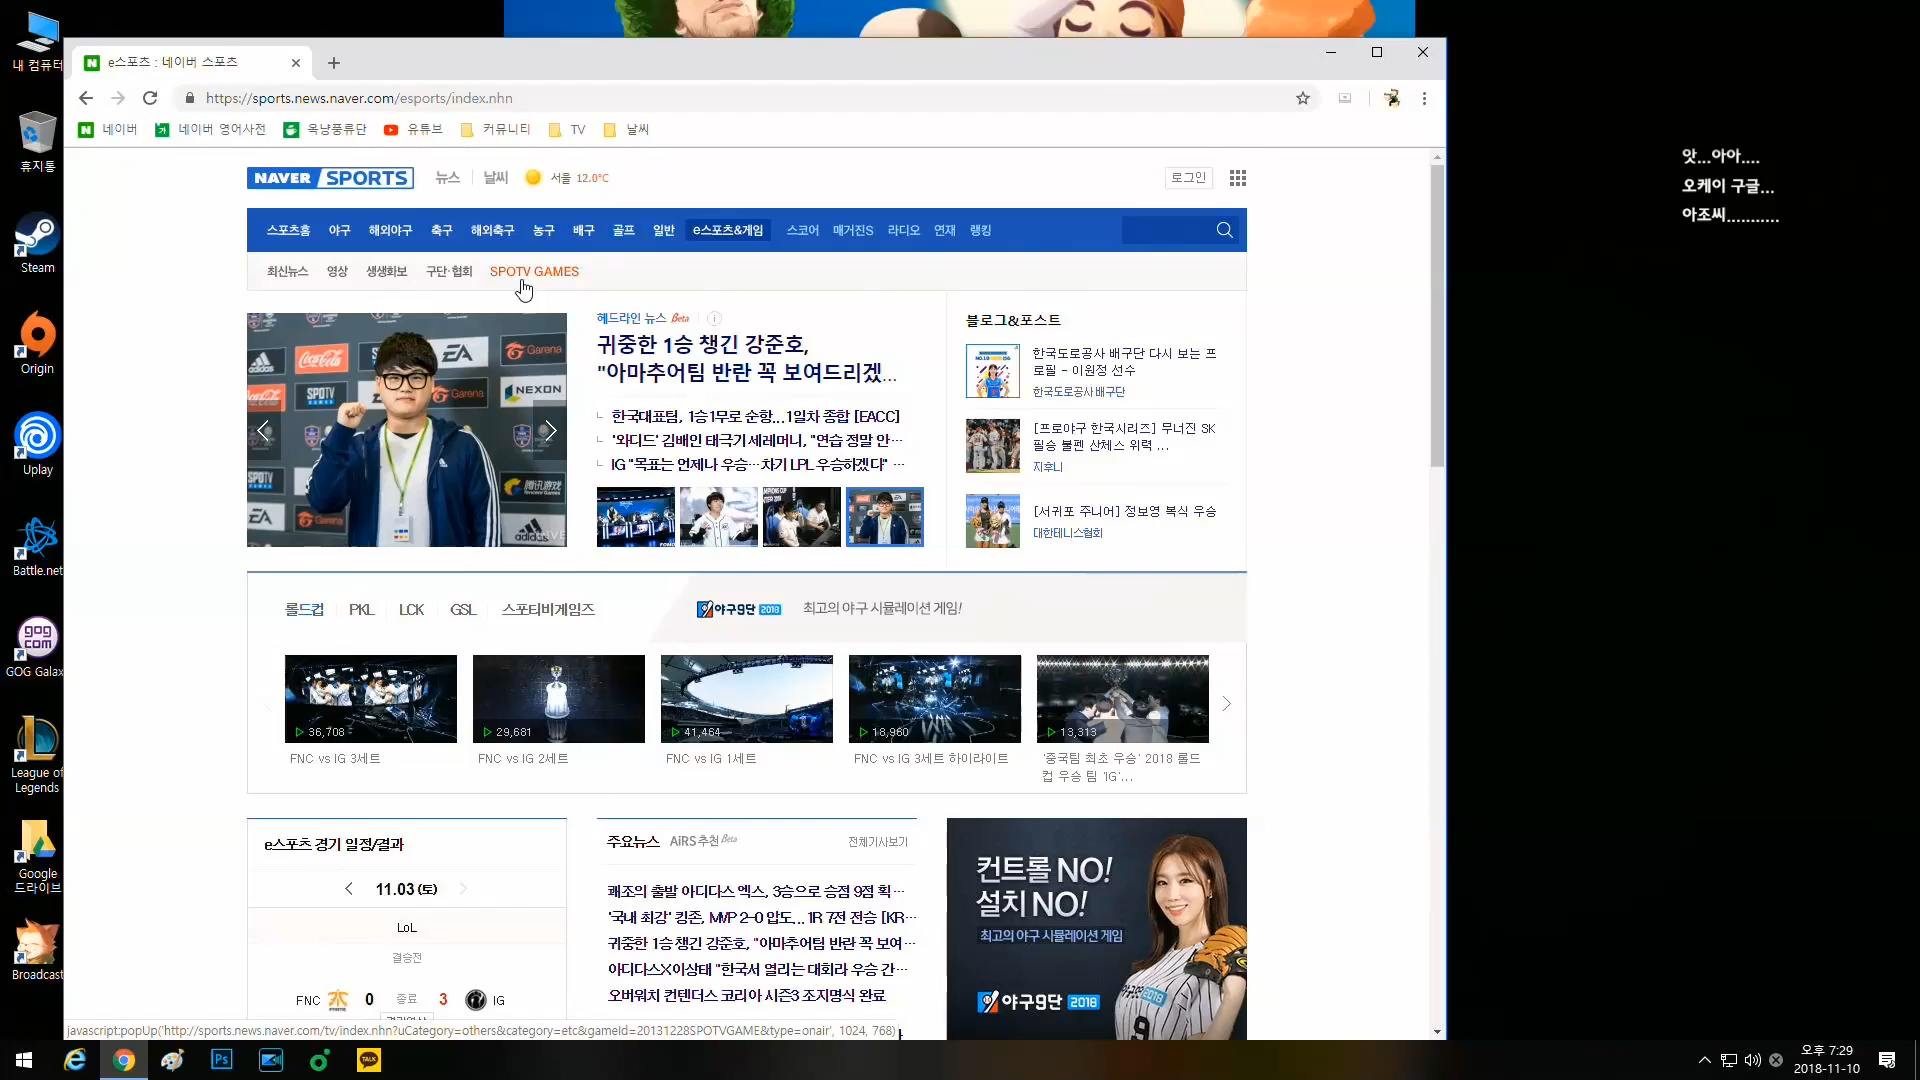 내 컴퓨터
휴지통
Steam
Origin
Uplay
Battle.net
GOG Galax
League of
Legends
Google
드라이브
Broadcast
e스포츠 : 네이버 스포츠
https://sports.news.naver.com/esports/index.nhn
네이버
네이버 영어사전
옥냥풍류단
유튜브
커뮤니티
TV
날씨
NAVER SPORTS
뉴스
날씨
서울 12.0℃
로그인
스포츠홈 야구 해외야구 축구 해외축구 농구 배구 골프 일반 e스포츠&게임 스코어 매거진S 라디오 연재 랭킹
최신뉴스 영상 생생화보 구단·협회 SPOTV GAMES
헤드라인 뉴스 Beta
귀중한 1승 챙긴 강준호,
"아마추어팀 반란 꼭 보여드리겠...
한국대표팀, 1승1무로 순항...1일차 종합 [EACC]
'와디드' 김배인 태극기 세레머니, "연습 정말 안…
IG "목표는 언제나 우승…차기 LPL 우승하겠다" …
블로그&포스트
한국도로공사 배구단 다시 보는 프
로필 - 이원정 선수
한국도로공사 배구단
[프로야구 한국시리즈] 무너진 SK
필승 불펜 산체스 위력 ...
지후니
[서귀포 주니어] 정보영 복식 우승
대한테니스협회
Coca-Cola
EA
Garena
SPOTV
NEXON
adidas
롤드컵 PKL LCK GSL 스포티비게임즈
야구9단 2018
최고의 야구 시뮬레이션 게임!
36,708
29,681
41,464
18,960
13,313
FNC vs IG 3세트
FNC vs IG 2세트
FNC vs IG 1세트
FNC vs IG 3세트 하이라이트
'중국팀 최초 우승' 2018 롤드
컵 우승 팀 'IG'...
e스포츠 경기 일정/결과
11.03 (토)
LoL
결승전
FNC 0 종료 3 IG
주요뉴스 AiRS 추천 Beta 전체기사보기
쾌조의 출발 아디다스 엑스, 3승으로 승점 9점 획…
'국내 최강' 킹존, MVP 2-0 압도... 1R 7전 전승 [KR…
귀중한 1승 챙긴 강준호, "아마추어팀 반란 꼭 보여…
아디다스X이상태 "한국서 열리는 대회라 우승 간…
오버워치 컨텐더스 코리아 시즌3 조지명식 완료
컨트롤 NO!
설치 NO!
최고의 야구 시뮬레이션 게임
야구9단 2018
javascript:popUp('http://sports.news.naver.com/tv/index.nhn?uCategory=others&category=etc&gameId=20131228SPOTVGAME&type=onair', 1024, 768)
앗...아아....
오케이 구글...
아조씨...........
오후 7:29
2018-11-10